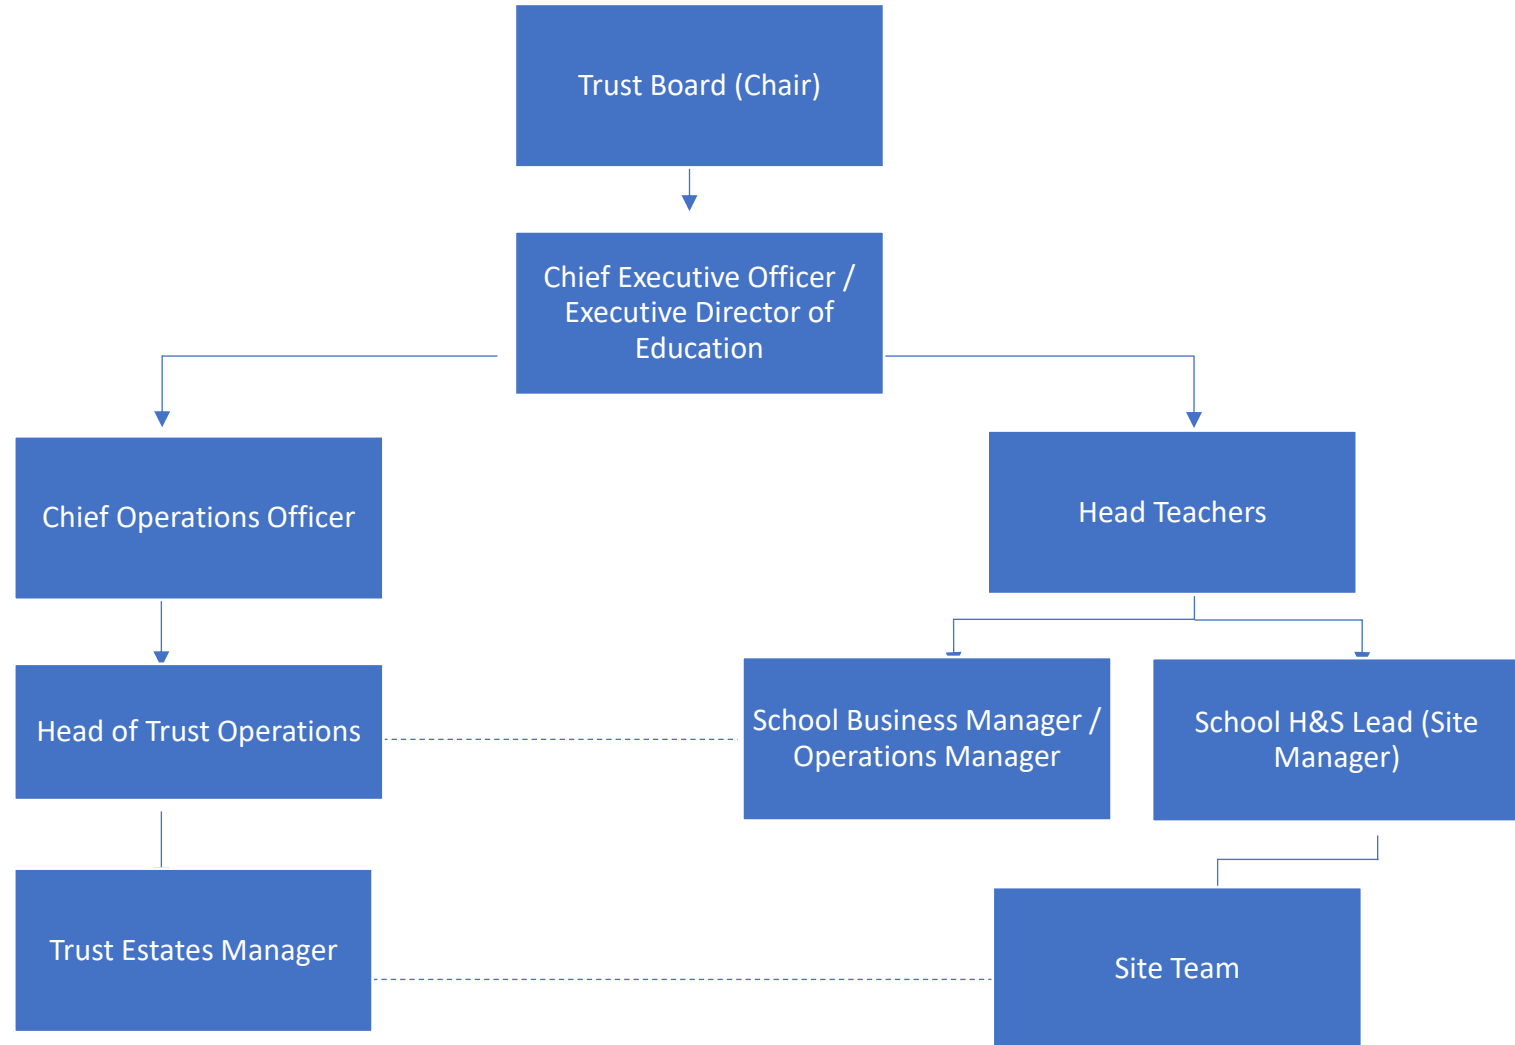 Trust Board (Chair)
Chief Executive Officer /
Executive Director of
Education
Chief Operations Officer
Head Teachers
Head of Trust Operations
School Business Manager /
Operations Manager
School H&S Lead (Site
Manager)
Trust Estates Manager
Site Team